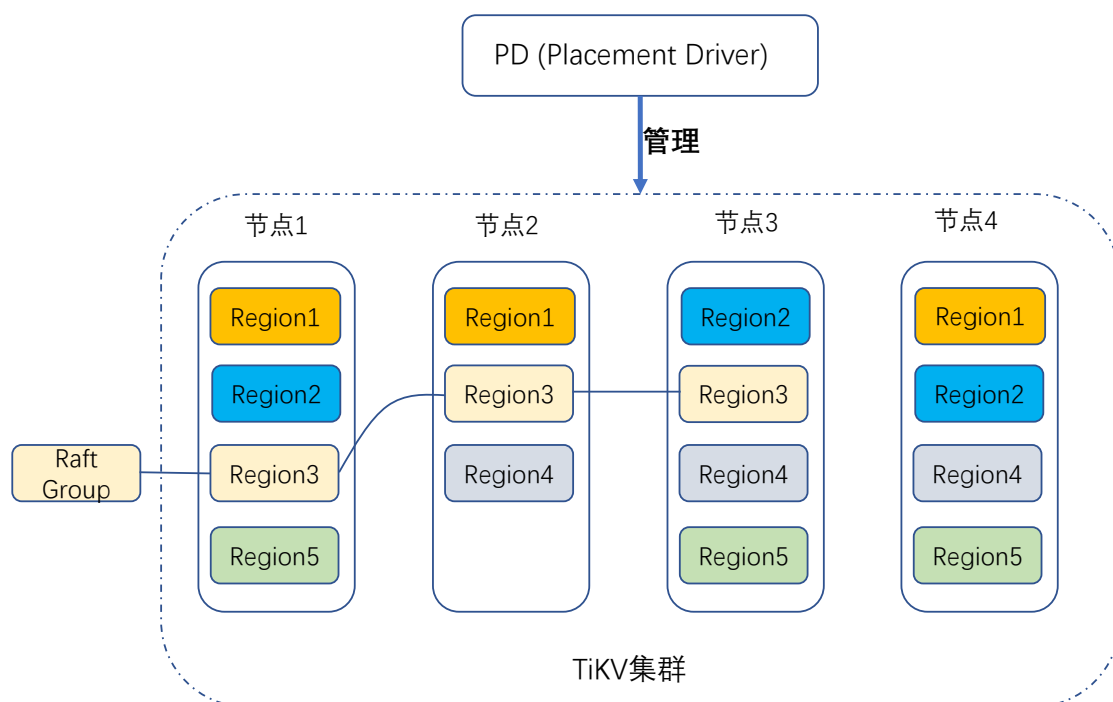 PD (Placement Driver)
管理
节点1
节点2
节点3
节点4
Region1
Region2
Region3
Region5
Region1
Region3
Region4
Region2
Region3
Region4
Region5
Region1
Region2
Region4
Region5
Raft
Group
TiKV集群